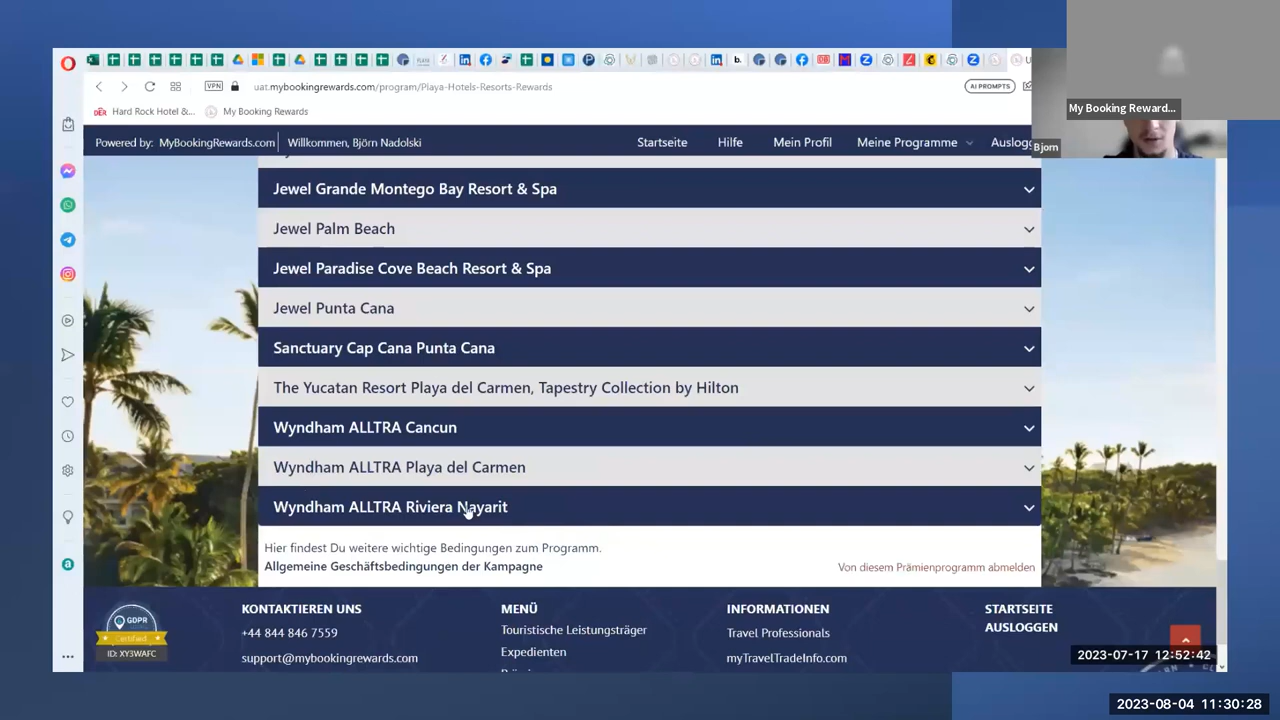 My Booking Reward...
Bjorn
VPN
uat.mybookingrewards.com/program/Playa-Hotels-Resorts-Rewards
AI PROMPTS
DER Hard Rock Hotel &...
My Booking Rewards
Powered by: MyBookingRewards.com
Willkommen, Björn Nadolski
Startseite
Hilfe
Mein Profil
Meine Programme
Jewel Grande Montego Bay Resort & Spa
Jewel Palm Beach
Jewel Paradise Cove Beach Resort & Spa
Jewel Punta Cana
Sanctuary Cap Cana Punta Cana
The Yucatan Resort Playa del Carmen, Tapestry Collection by Hilton
Wyndham ALLTRA Cancun
Wyndham ALLTRA Playa del Carmen
Wyndham ALLTRA Riviera Nayarit
Hier findest Du weitere wichtige Bedingungen zum Programm.
Allgemeine Geschäftsbedingungen der Kampagne
Von diesem Prämienprogramm abmelden
GDPR
Certified
ID: XY3WAFC
KONTAKTIEREN UNS
+44 844 846 7559
support@mybookingrewards.com
MENÜ
Touristische Leistungsträger
Expedienten
INFORMATIONEN
Travel Professionals
myTravelTradeInfo.com
STARTSEITE
AUSLOGGEN
2023-07-17 12:52:42
2023-08-04 11:30:28